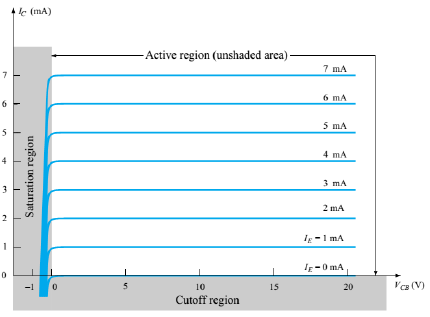 I_C (mA)
Active region (unshaded area)
7 mA
7
6 mA
6
5 mA
5
4 mA
4
3 mA
3
2 mA
2
I_E = 1 mA
1
I_E = 0 mA
0
Saturation region
−1 0 5 10 15 20 V_CB (V)
Cutoff region